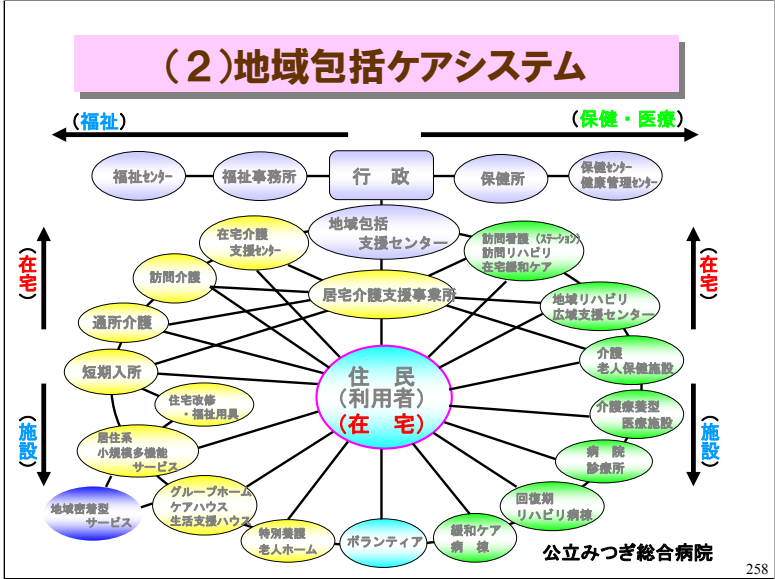 (２)地域包括ケアシステム
(福祉)
(保健・医療)
福祉ｾﾝﾀｰ
福祉事務所
行　政
保健所
保健ｾﾝﾀｰ
健康管理ｾﾝﾀｰ
地域包括
支援センター
在宅介護
支援ｾﾝﾀｰ
訪問看護（ｽﾃｰｼｮﾝ）
訪問リハビリ
在宅緩和ケア
(在宅)
(在宅)
訪問介護
居宅介護支援事業所
地域リハビリ
広域支援センター
通所介護
短期入所
住　民
(利用者)
(在　宅)
介護
老人保健施設
住宅改修
・福祉用具
介護療養型
医療施設
(施設)
(施設)
居住系
小規模多機能
サービス
病　院
診療所
地域密着型
サービス
グループホーム
ケアハウス
生活支援ハウス
回復期
リハビリ病棟
特別養護
老人ホーム
ボランティア
緩和ケア
病　棟
公立みつぎ総合病院
258